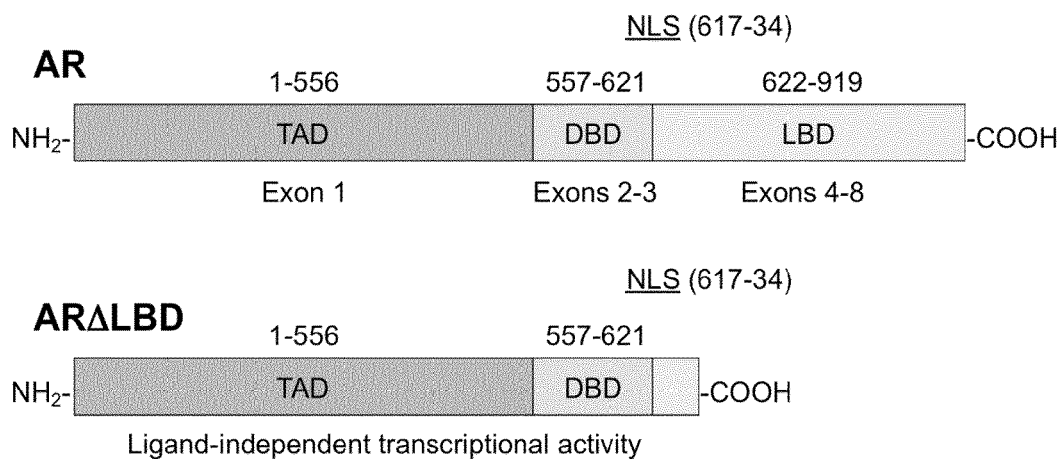 NLS (617-34)
AR
1-556 557-621 622-919
NH2- TAD DBD LBD -COOH
Exon 1 Exons 2-3 Exons 4-8
NLS (617-34)
ARΔLBD
1-556 557-621
NH2- TAD DBD -COOH
Ligand-independent transcriptional activity